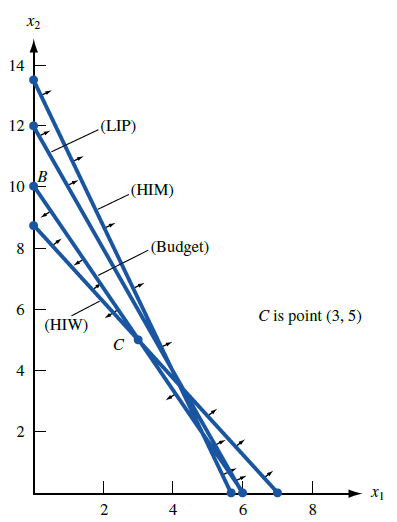 x2
14
12
(LIP)
10
B
(HIM)
8
(Budget)
6
(HIW)
C is point (3, 5)
C
4
2
x1
2 4 6 8